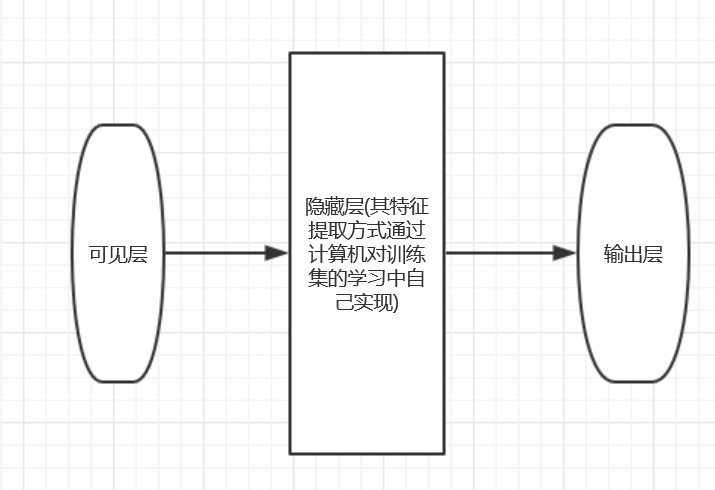 可见层
隐藏层(其特征
提取方式通过
计算机对训练
集的学习中自
己实现)
输出层